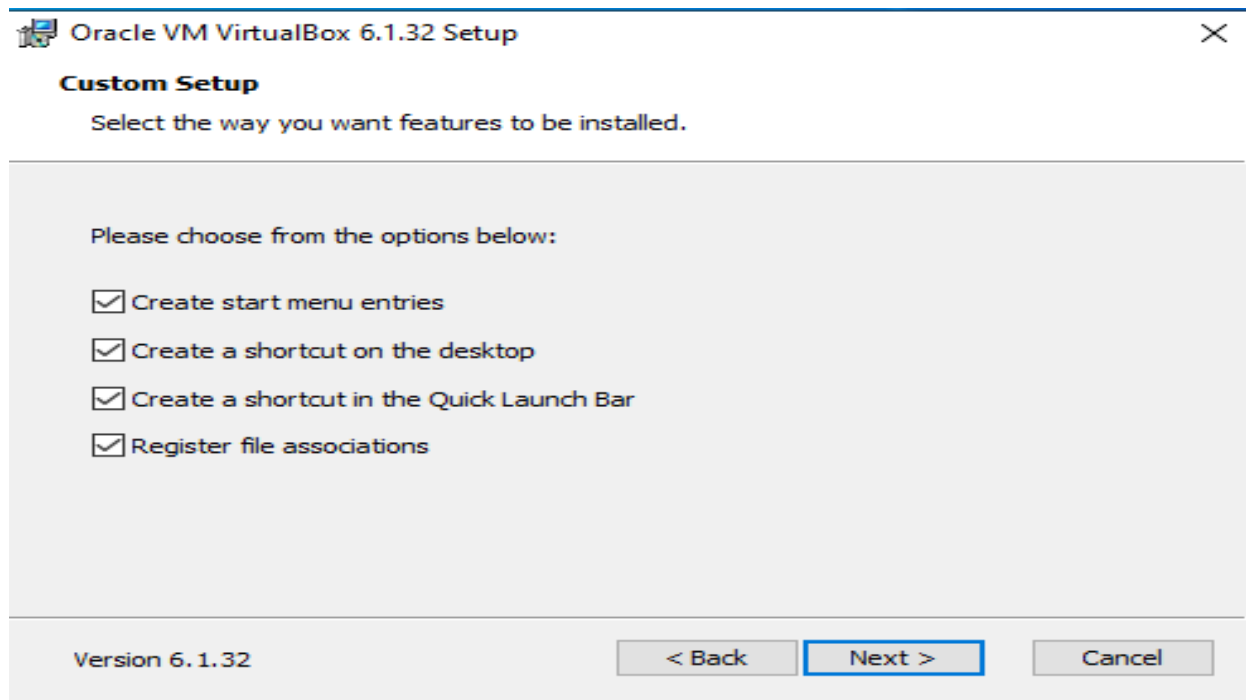 Oracle VM VirtualBox 6.1.32 Setup
Custom Setup
Select the way you want features to be installed.
Please choose from the options below:
Create start menu entries
Create a shortcut on the desktop
Create a shortcut in the Quick Launch Bar
Register file associations
Version 6.1.32
< Back
Next >
Cancel